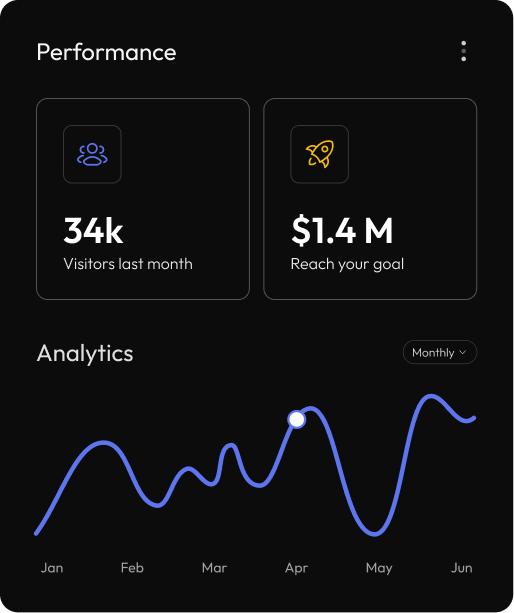 Performance
34k
Visitors last month
$1.4 M
Reach your goal
Analytics
Monthly
Jan Feb Mar Apr May Jun